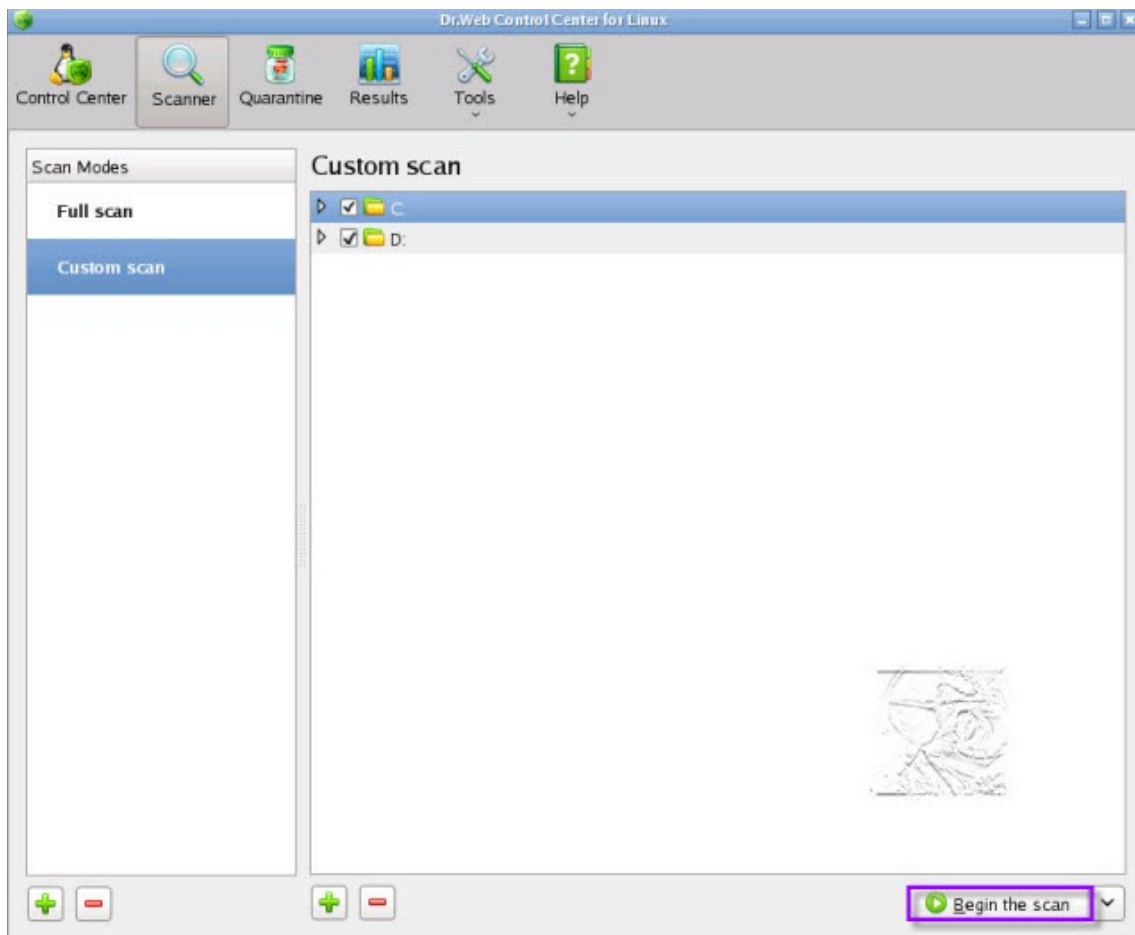 Dr.Web Control Center for Linux
Control Center Scanner Quarantine Results Tools Help
Scan Modes
Custom scan
Full scan
C:
D:
Custom scan
Begin the scan